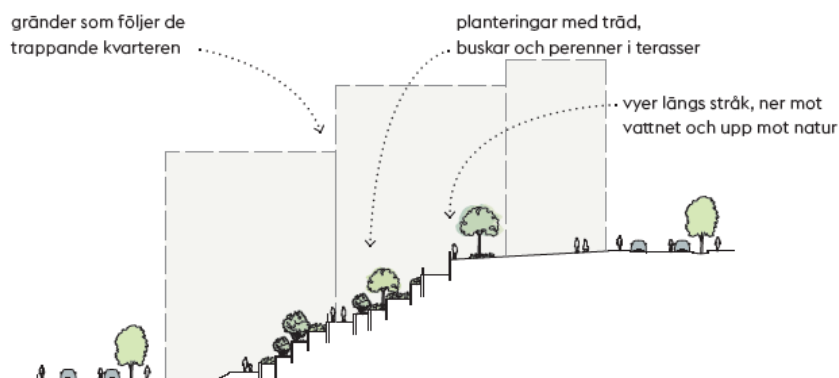 gränder som följer de
trappande kvarteren
planteringar med träd,
buskar och perenner i terasser
vyer längs stråk, ner mot
vattnet och upp mot natur